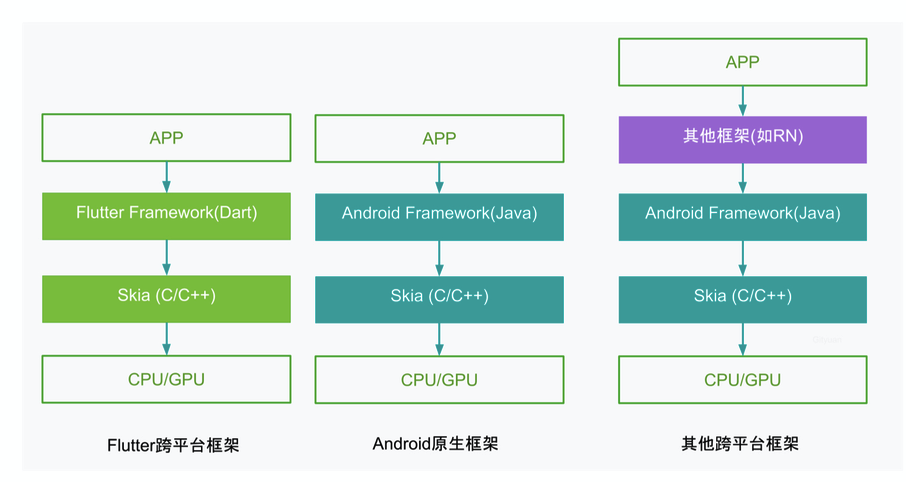 APP
Flutter Framework(Dart)
Skia (C/C++)
CPU/GPU
Flutter跨平台框架
APP
Android Framework(Java)
Skia (C/C++)
CPU/GPU
Android原生框架
APP
其他框架(如RN)
Android Framework(Java)
Skia (C/C++)
CPU/GPU
其他跨平台框架